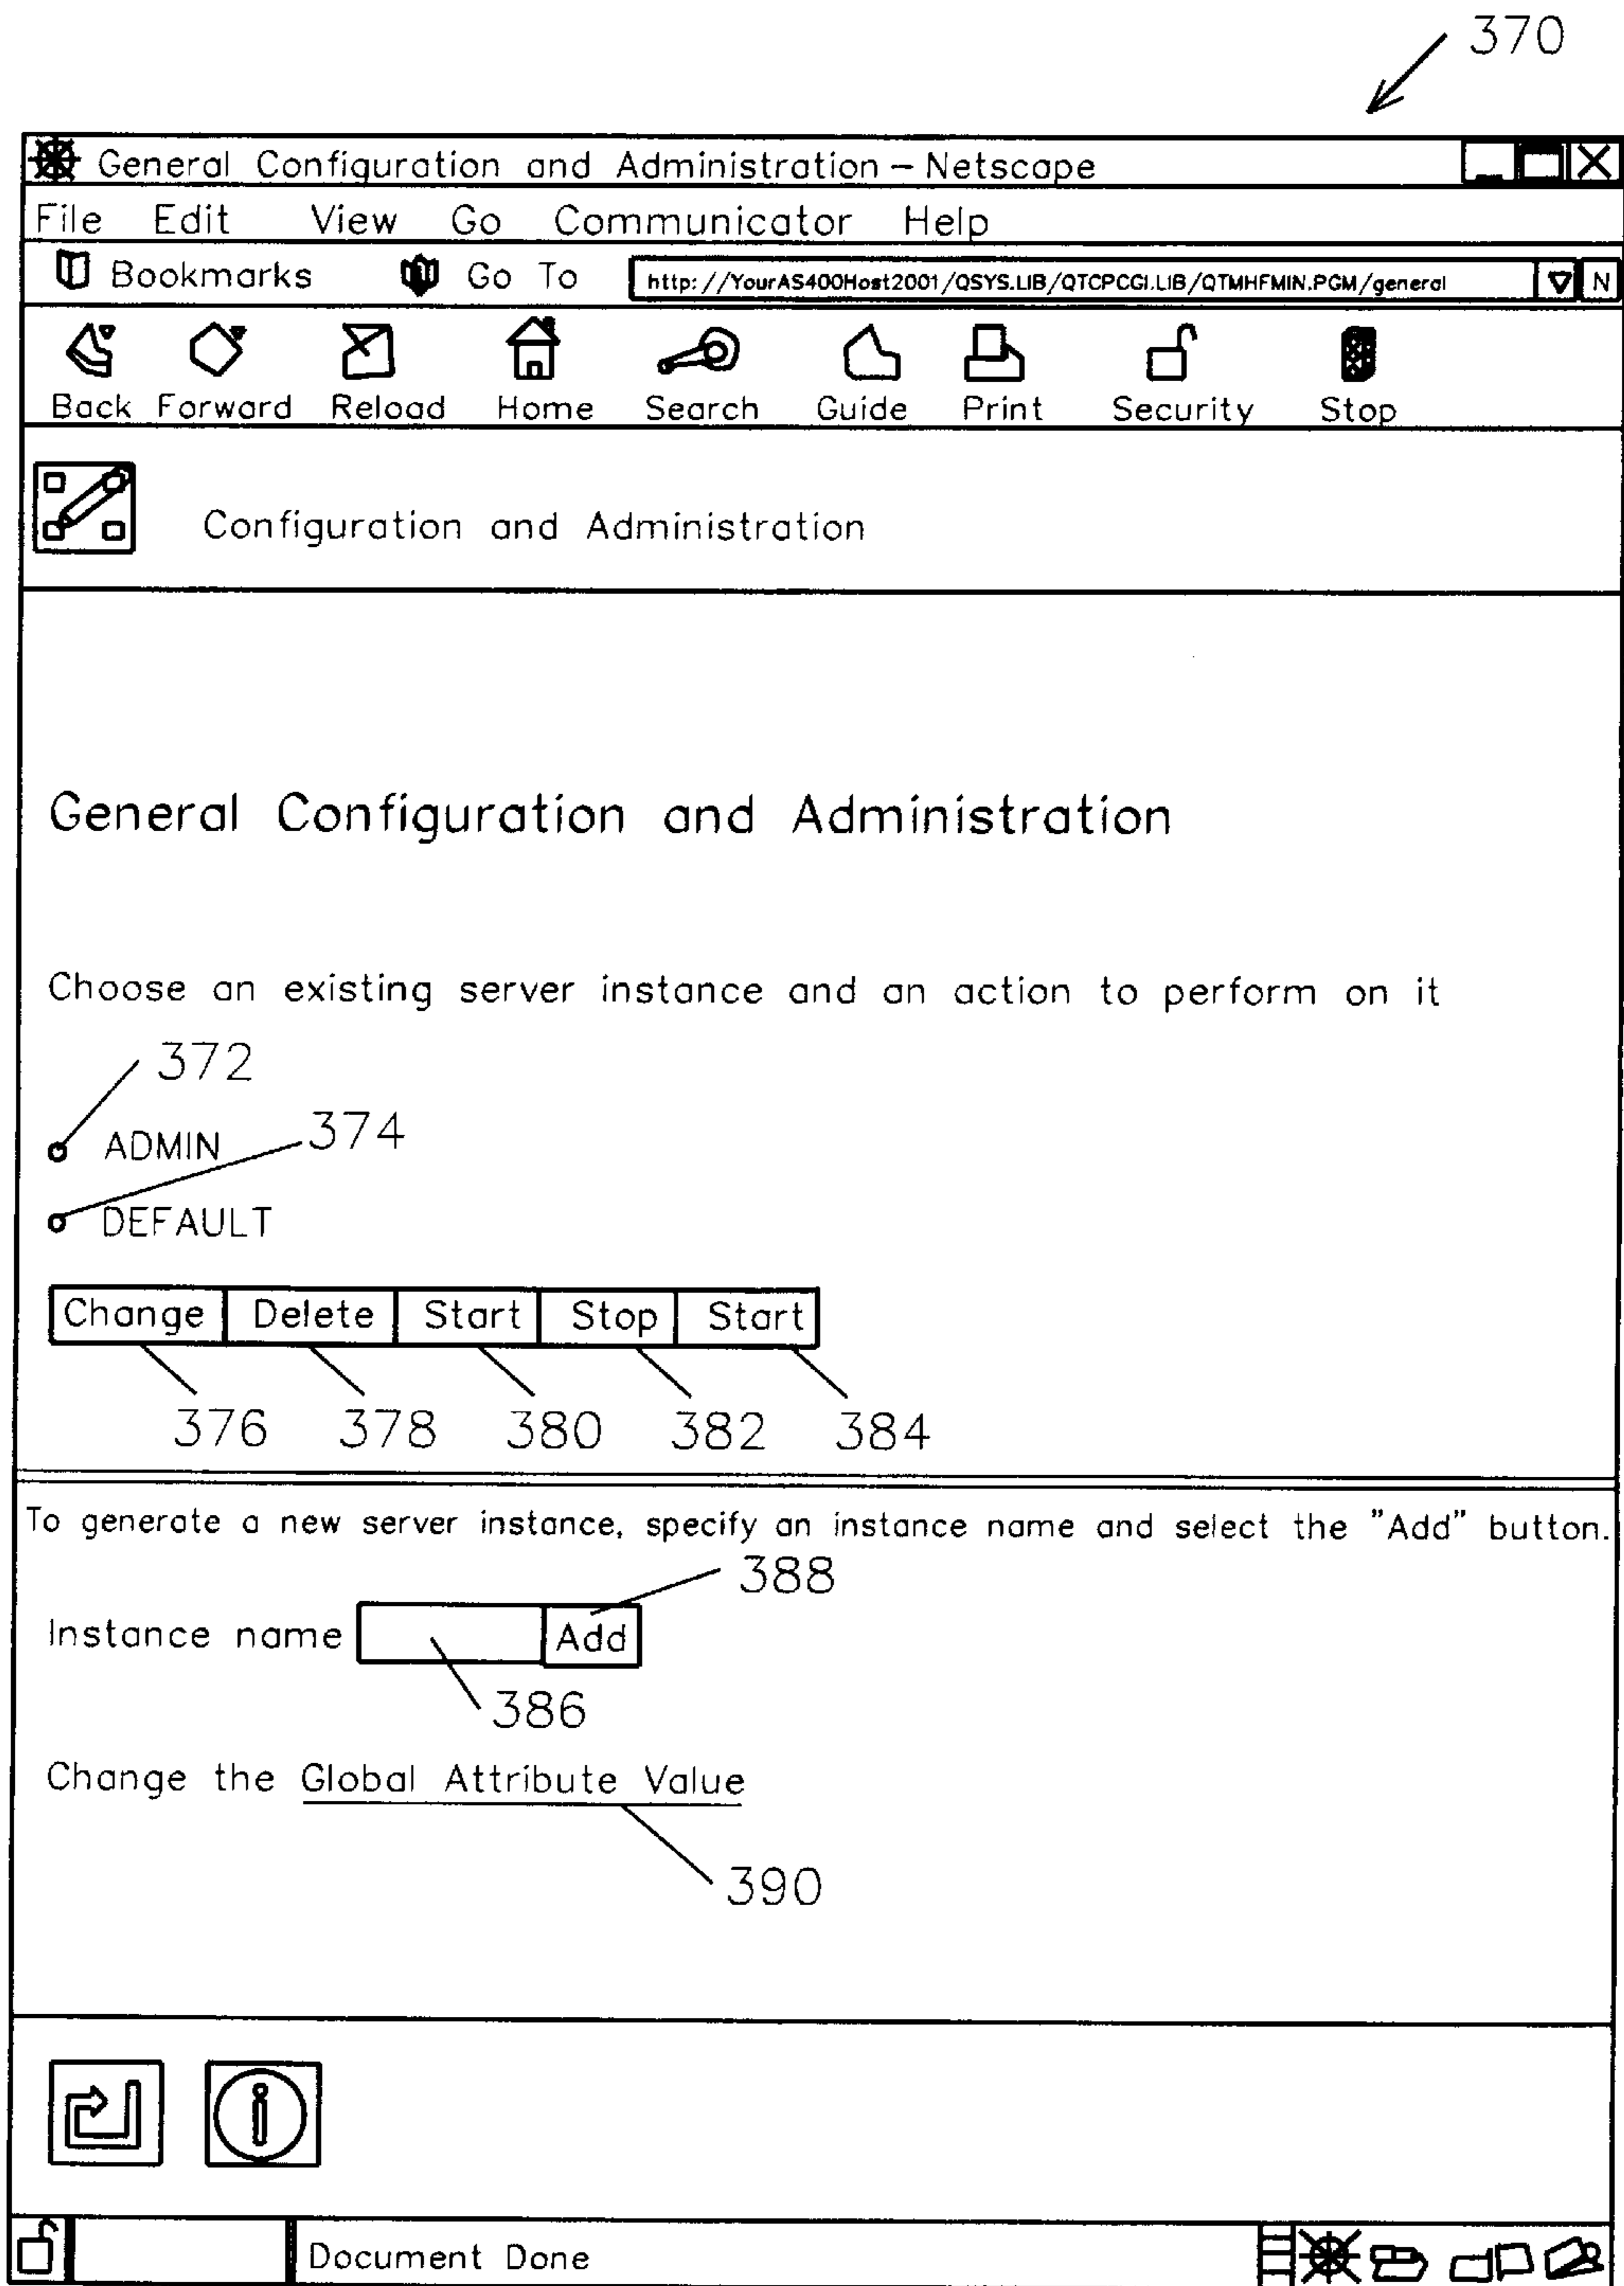 370
General Configuration and Administration – Netscape
File Edit View Go Communicator Help
Bookmarks Go To http://YourAS400Host2001/QSYS.LIB/QTCPCGI.LIB/QTMHFMIN.PGM/general N
Back Forward Reload Home Search Guide Print Security Stop
Configuration and Administration
General Configuration and Administration
Choose an existing server instance and an action to perform on it
372
ADMIN 374
DEFAULT
Change Delete Start Stop Start
376 378 380 382 384
To generate a new server instance, specify an instance name and select the "Add" button.
388
Instance name Add
386
Change the Global Attribute Value
390
i
Document Done